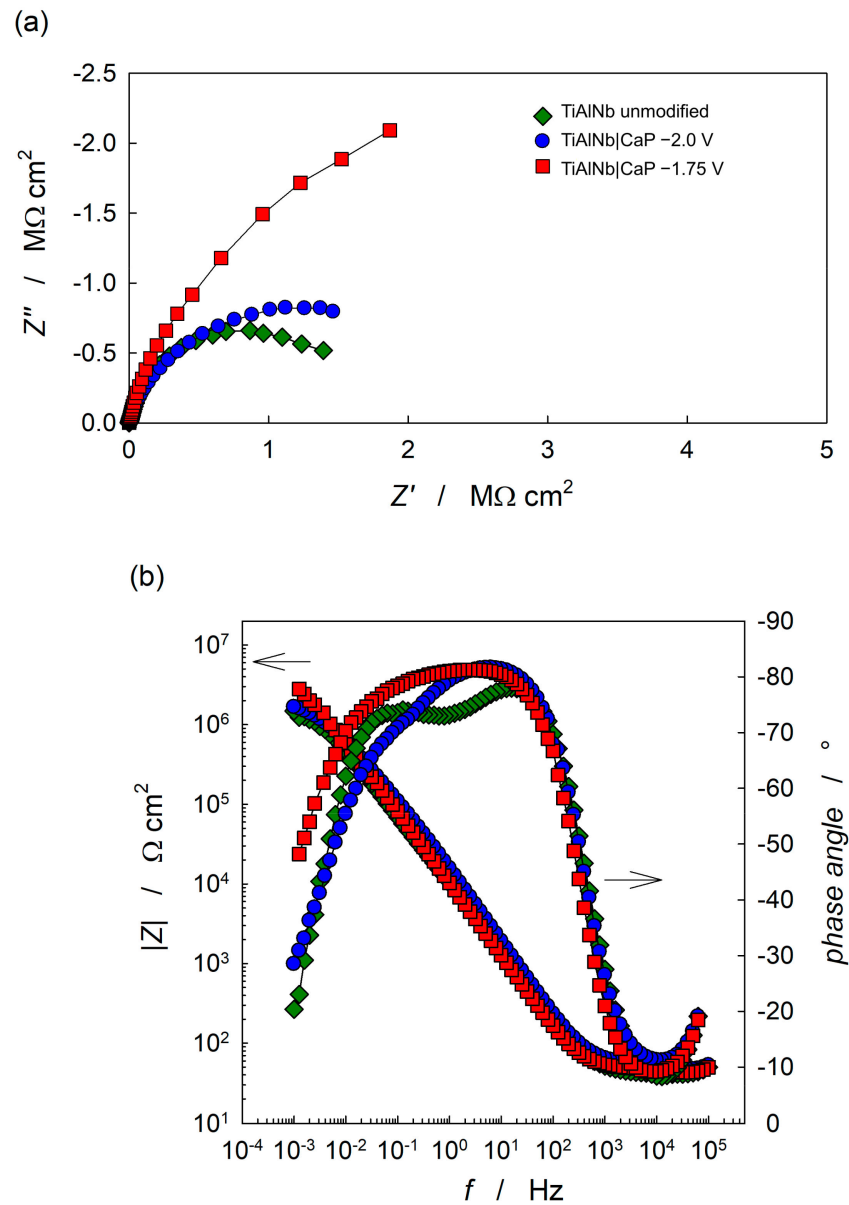 (a)
-2.5
-2.0
-1.5
-1.0
-0.5
0.0
Z″ / MΩ cm²
TiAlNb unmodified
TiAlNb|CaP −2.0 V
TiAlNb|CaP −1.75 V
0 1 2 3 4 5
Z' / MΩ cm²
(b)
10⁷
10⁶
10⁵
10⁴
10³
10²
10¹
|Z| / Ω cm²
-90
-80
-70
-60
-50
-40
-30
-20
-10
0
phase angle / °
10⁻⁴ 10⁻³ 10⁻² 10⁻¹ 10⁰ 10¹ 10² 10³ 10⁴ 10⁵
f / Hz